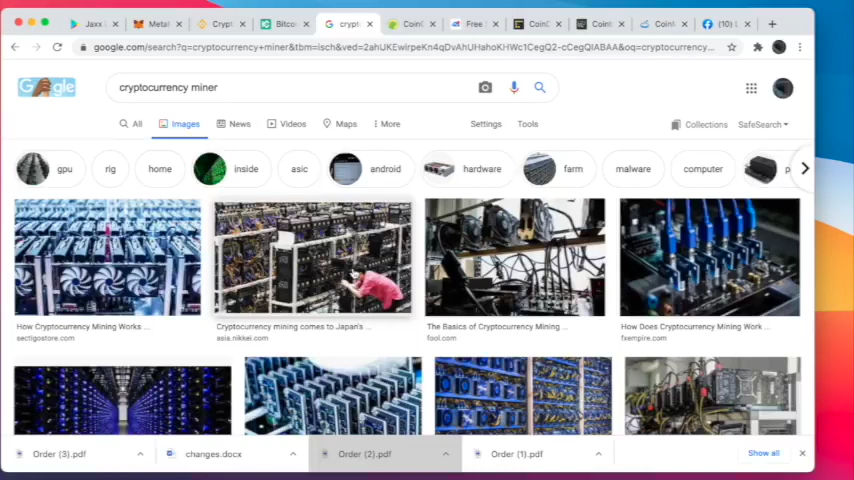 Jaxx L
Metal
Crypt
Bitcoi
crypt
CoinG
Free
CoinD
CoinM
(10) L
google.com/search?q=cryptocurrency+miner&tbm=isch&ved=2ahUKEwirpeKn4qDvAhUHahoKHWc1CegQ2-cCegQIABAA&oq=cryptocurrency...
Google
cryptocurrency miner
All Images News Videos Maps More Settings Tools Collections SafeSearch
gpu rig home inside asic android hardware farm malware computer p
How Cryptocurrency Mining Works ...
sectigostore.com
Cryptocurrency mining comes to Japan's ...
asia.nikkei.com
The Basics of Cryptocurrency Mining ...
fool.com
How Does Cryptocurrency Mining Work ...
fxempire.com
Order (3).pdf changes.docx Order (2).pdf Order (1).pdf Show all